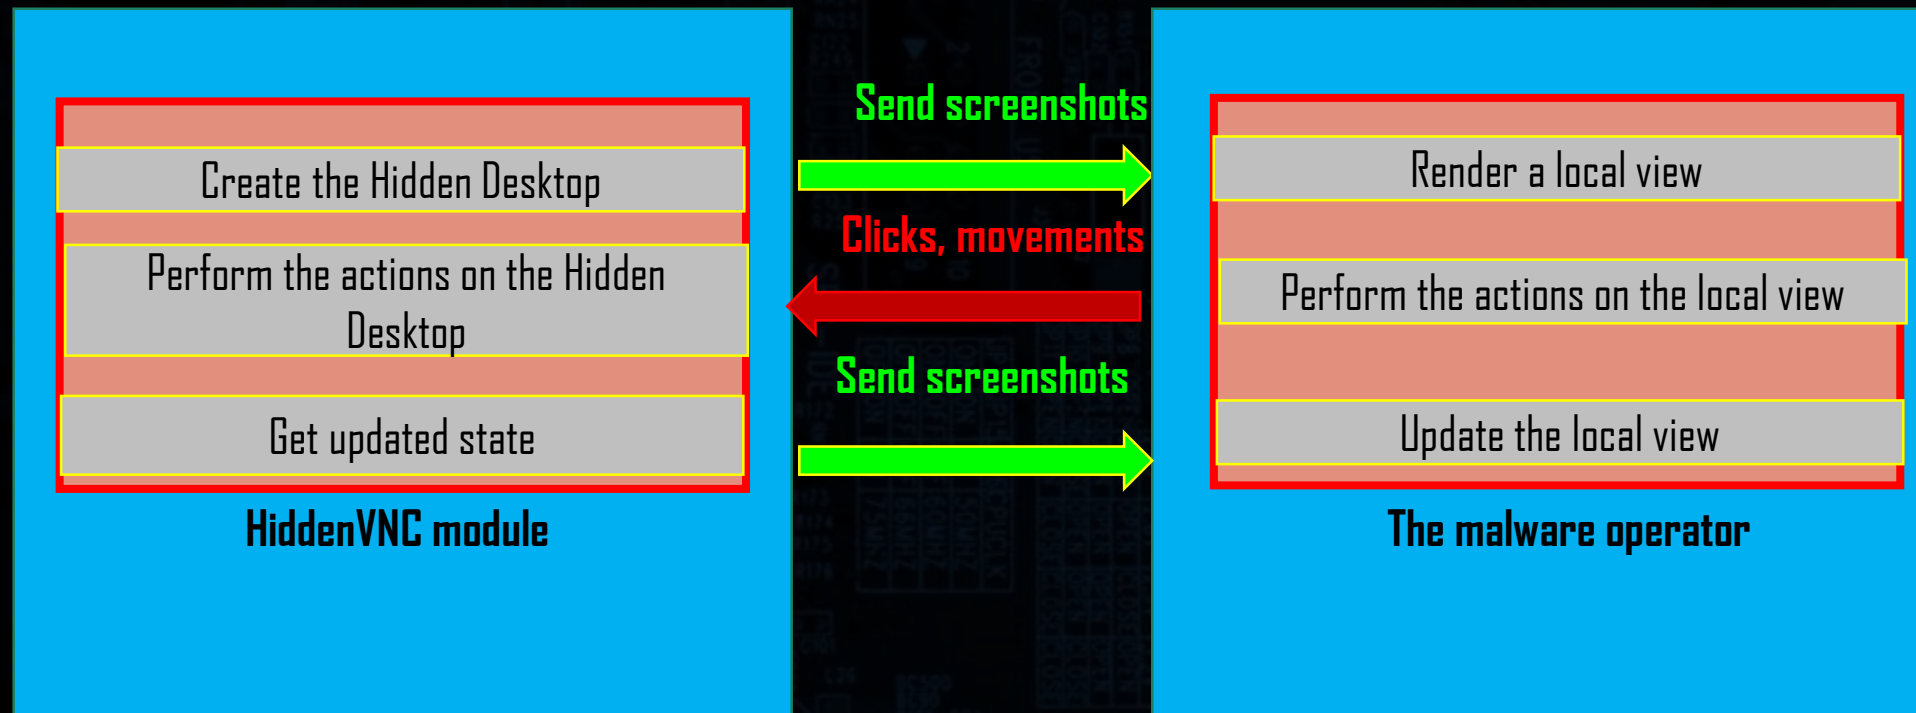 Send screenshots
Create the Hidden Desktop
Render a local view
Clicks, movements
Perform the actions on the Hidden
Desktop
Perform the actions on the local view
Send screenshots
Get updated state
Update the local view
HiddenVNC module
The malware operator